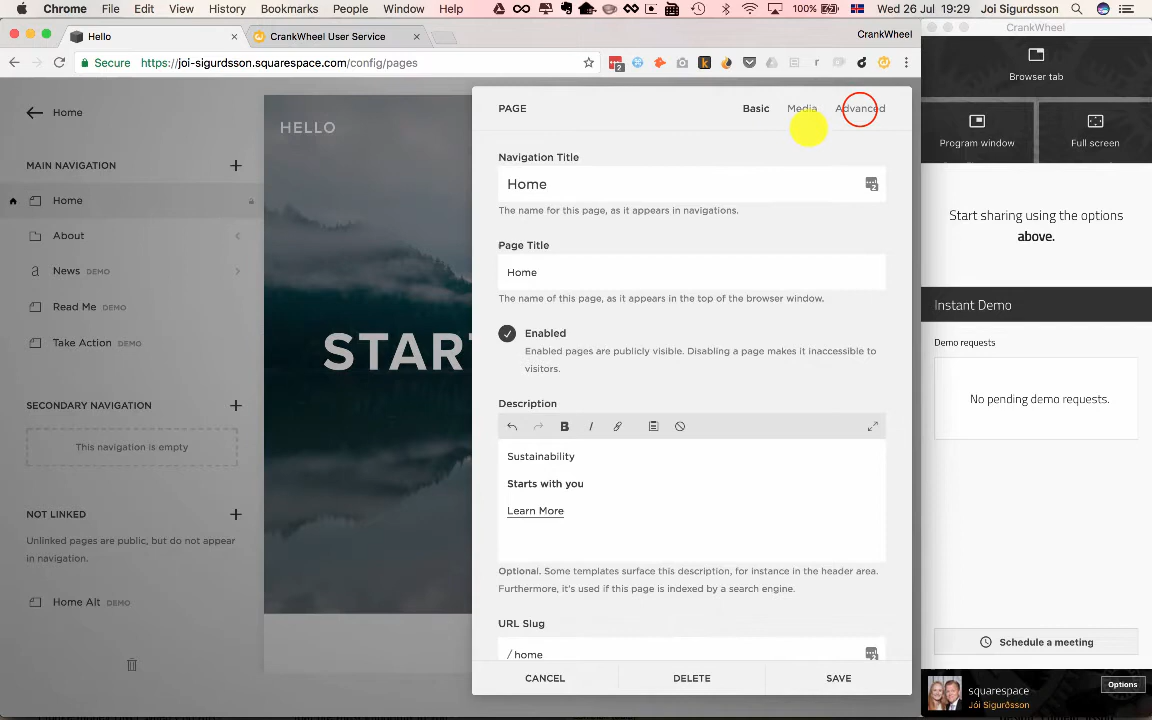 Chrome File Edit View History Bookmarks People Window Help 100% Wed 26 Jul 19:29 Joi Sigurdsson
Hello
CrankWheel User Service
CrankWheel
CrankWheel
Secure https://joi-sigurdsson.squarespace.com/config/pages
Home
MAIN NAVIGATION
Home
About
News DEMO
Read Me DEMO
Take Action DEMO
SECONDARY NAVIGATION
This navigation is empty
NOT LINKED
Unlinked pages are public, but do not appear
in navigation.
Home Alt DEMO
HELLO
START
PAGE
Basic Media Advanced
Navigation Title
Home
The name for this page, as it appears in navigations.
Page Title
Home
The name of this page, as it appears in the top of the browser window.
Enabled
Enabled pages are publicly visible. Disabling a page makes it inaccessible to
visitors.
Description
Sustainability
Starts with you
Learn More
Optional. Some templates surface this description, for instance in the header area.
Furthermore, it's used if this page is indexed by a search engine.
URL Slug
/ home
CANCEL DELETE SAVE
Browser tab
Program window Full screen
Start sharing using the options
above.
Instant Demo
Demo requests
No pending demo requests.
Schedule a meeting
squarespace
Jói Sigurðsson
Options